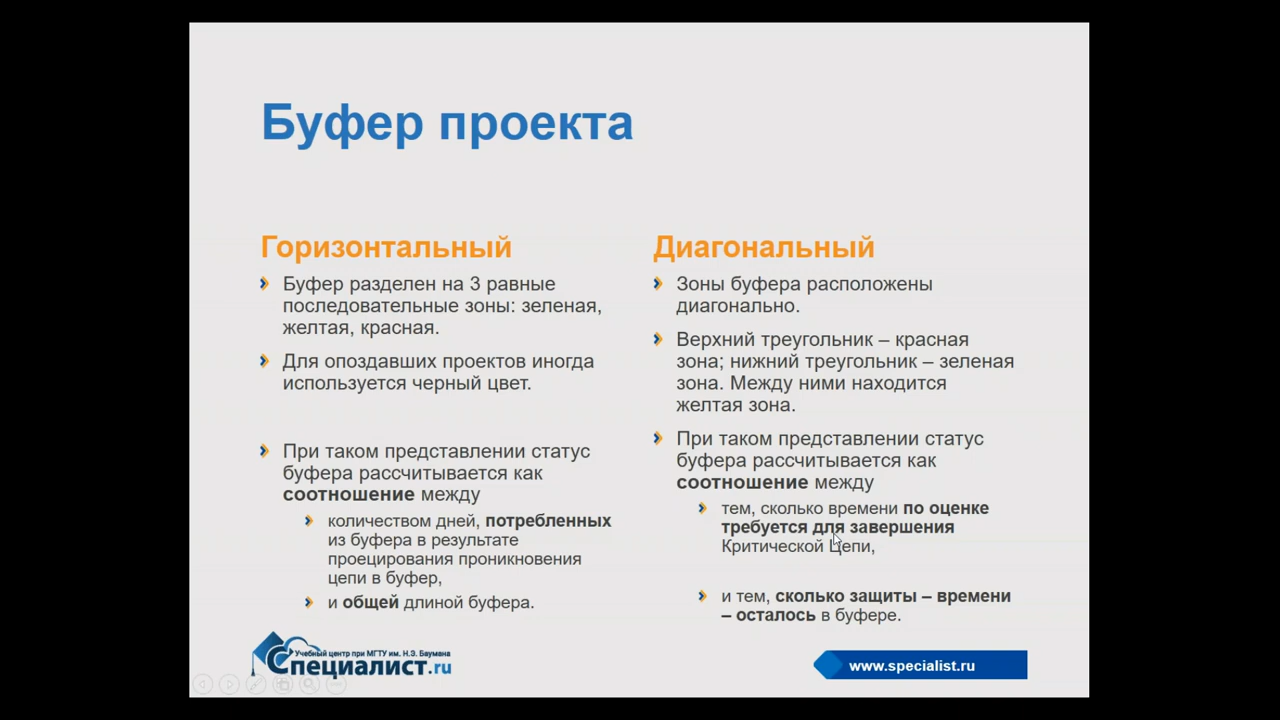 Буфер проекта
Горизонтальный
Буфер разделен на 3 равные
последовательные зоны: зеленая,
желтая, красная.
Для опоздавших проектов иногда
используется черный цвет.
При таком представлении статус
буфера рассчитывается как
соотношение между
количеством дней, потребленных
из буфера в результате
проецирования проникновения
цепи в буфер,
и общей длиной буфера.
Диагональный
Зоны буфера расположены
диагонально.
Верхний треугольник – красная
зона; нижний треугольник – зеленая
зона. Между ними находится
желтая зона.
При таком представлении статус
буфера рассчитывается как
соотношение между
тем, сколько времени по оценке
требуется для завершения
Критической Цепи,
и тем, сколько защиты – времени
– осталось в буфере.
Учебный центр при МГТУ им. Н.Э. Баумана
Специалист.ru
www.specialist.ru